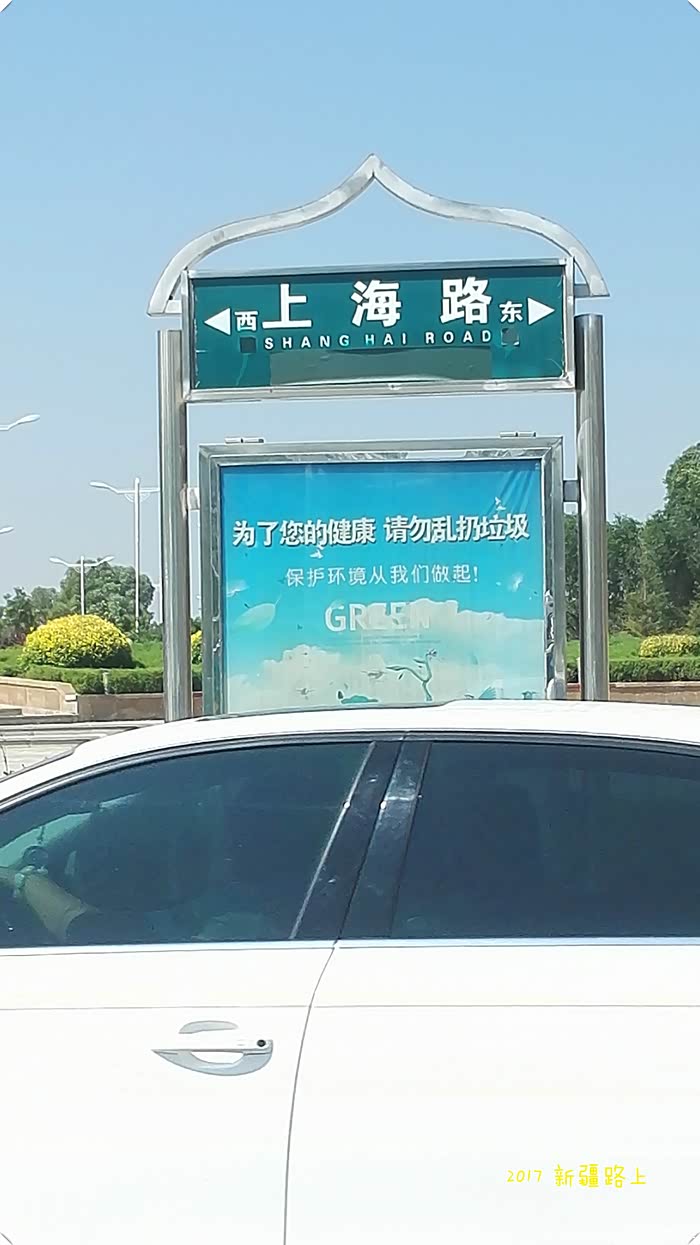 西 上海路 东
SHANG HAI ROAD
为了您的健康 请勿乱扔垃圾
保护环境从我们做起!
GREEN
2017 新疆路上